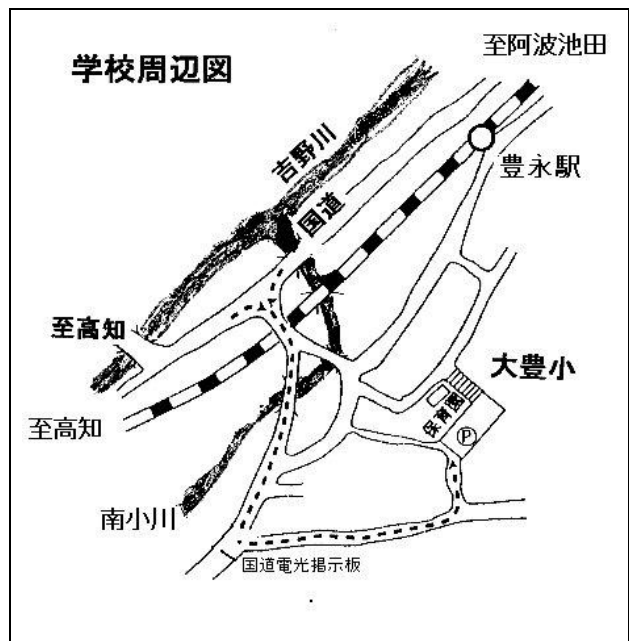 至阿波池田
学校周辺図
吉野川
豊永駅
国道
至高知
大豊小
保育園
P
至高知
南小川
国道電光掲示板